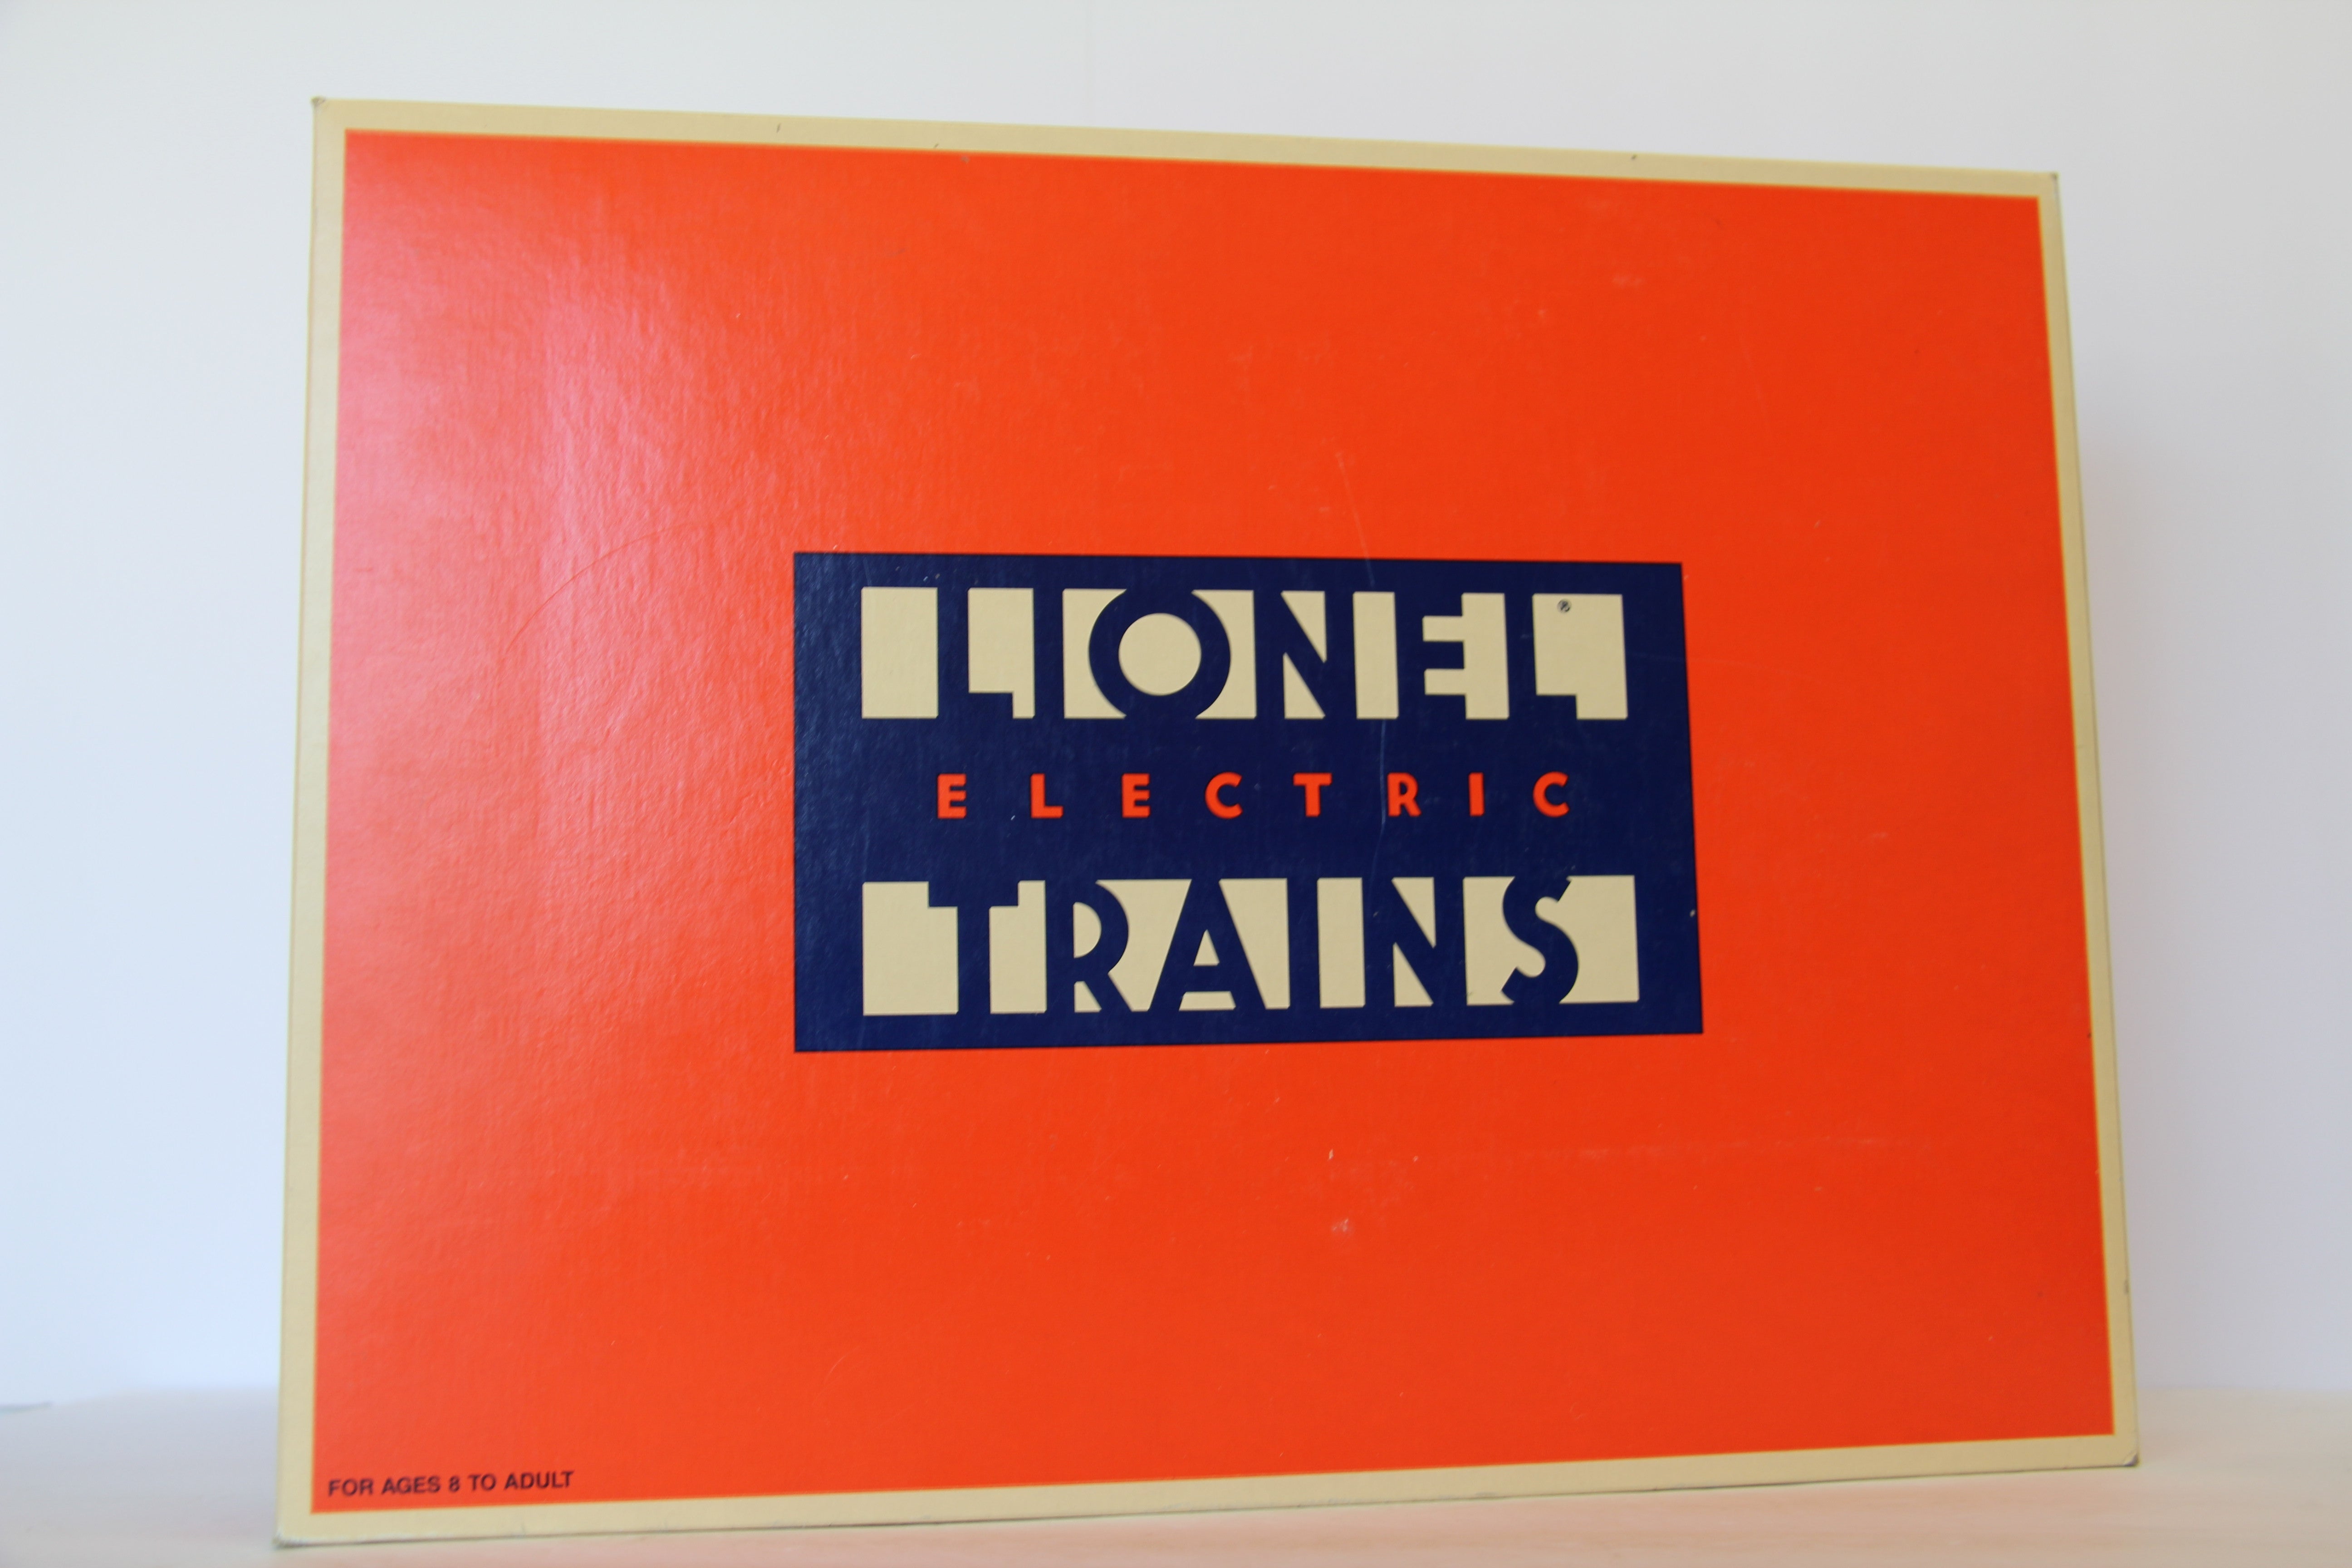 LIONEL®
ELECTRIC
TRAINS
FOR AGES 8 TO ADULT